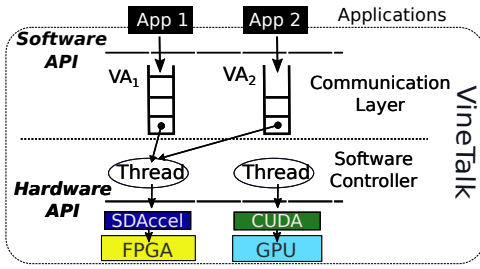 App 1
App 2
Applications
Software
API
VA1
VA2
Communication
Layer
VineTalk
Thread
Thread
Software
Controller
Hardware
API
SDAccel
CUDA
FPGA
GPU